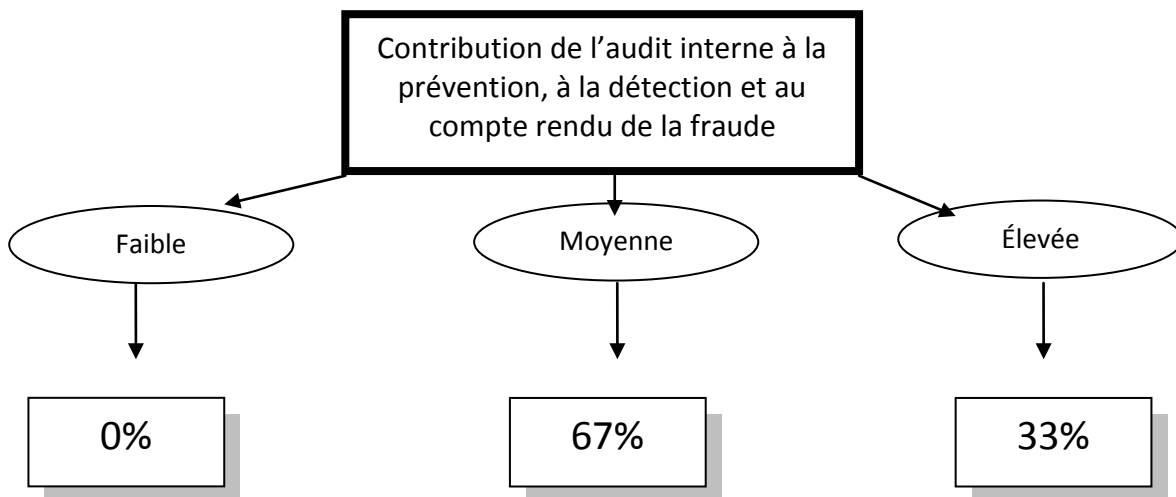 Contribution de l’audit interne à la
prévention, à la détection et au
compte rendu de la fraude
Faible
Moyenne
Élevée
0%
67%
33%